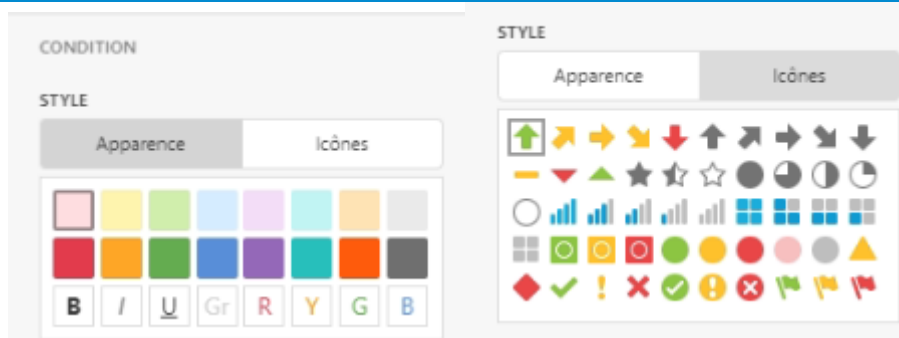 CONDITION
STYLE
Apparence Icônes
B I U Gr R Y G B
STYLE
Apparence Icônes